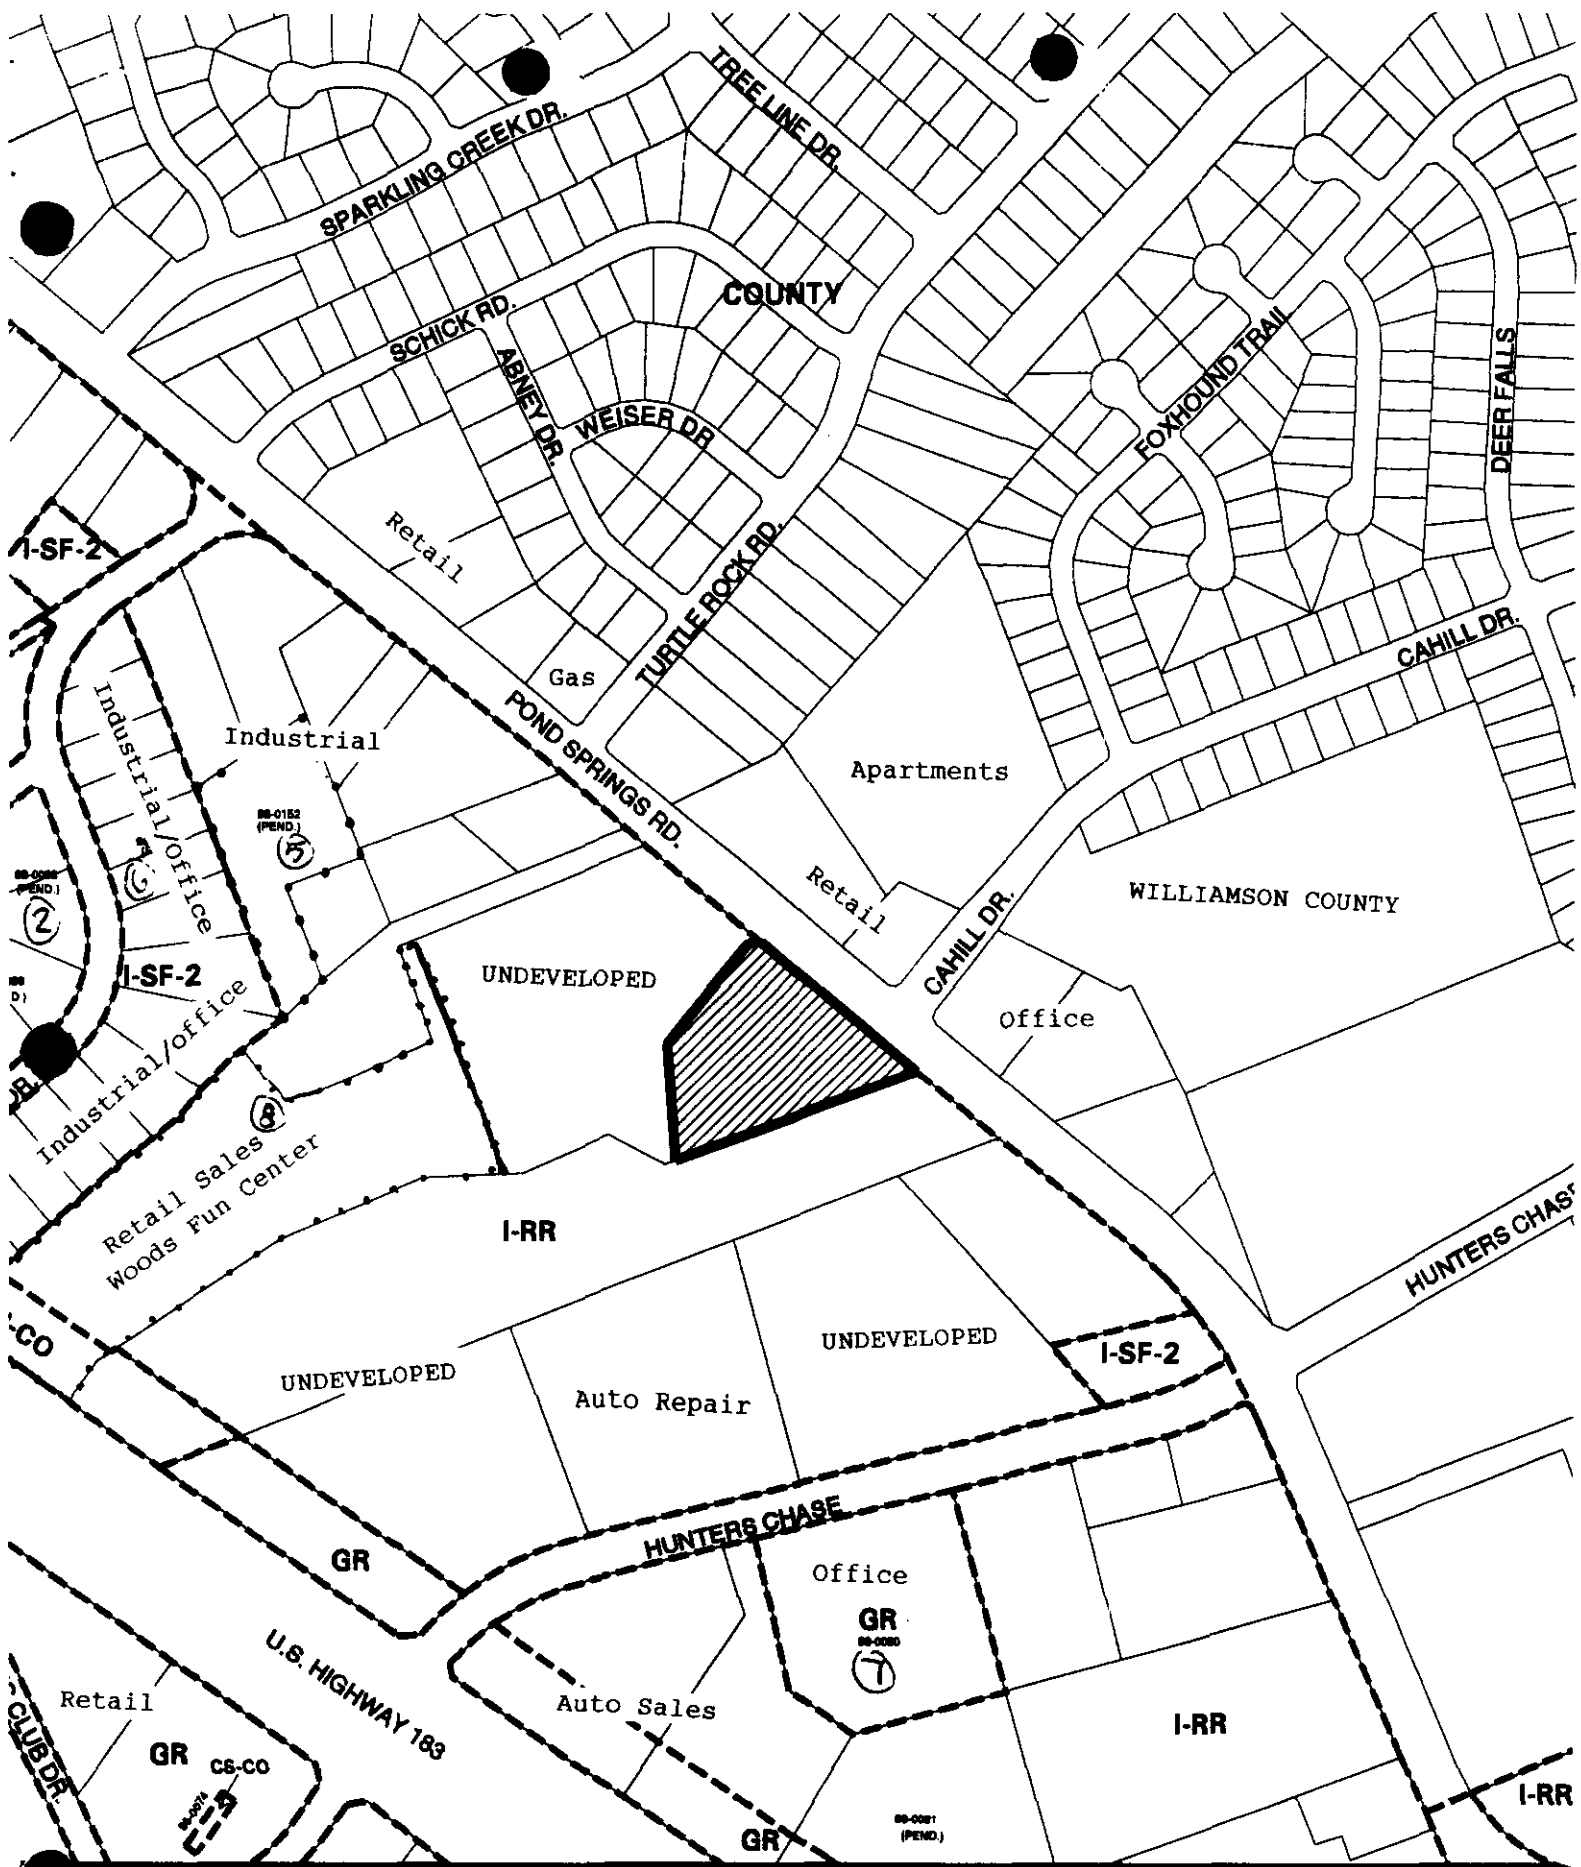 TREE LINE DR.
SPARKLING CREEK DR.
COUNTY
SCHICK RD.
ABNEY DR.
WEISER DR
FOXHOUND TRAIL
DEER FALLS
Retail
I-SF-2
TURTLE ROCK RD.
CAHILL DR.
Gas
POND SPRINGS RD.
Industrial/Office
Industrial
Apartments
(PEND.)
(PEND.)
2
Retail
WILLIAMSON COUNTY
CAHILL DR.
I-SF-2
UNDEVELOPED
Office
DR.
Industrial/office
8
Retail Sales
Woods Fun Center
I-RR
HUNTERS CHASE
-CO
UNDEVELOPED
I-SF-2
UNDEVELOPED
Auto Repair
HUNTERS CHASE
GR
Office
GR
7
U.S. HIGHWAY 183
Retail
Auto Sales
I-RR
CLUB DR.
GR
CS-CO
I-RR
GR
(PEND.)